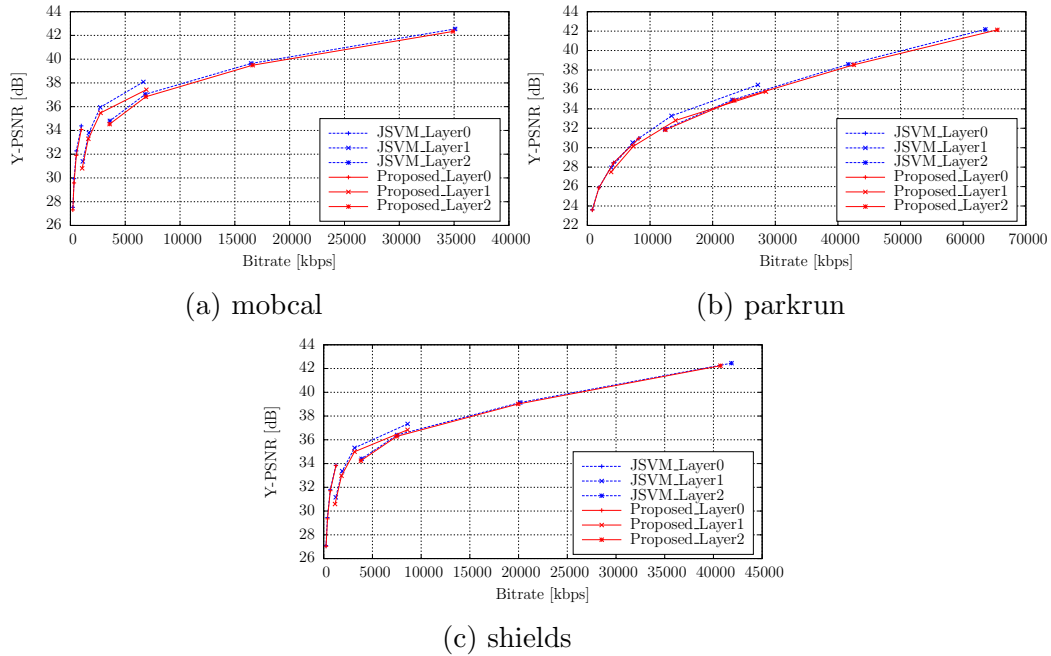 44
42
40
38
36
34
32
30
28
26
Y-PSNR [dB]
0 5000 10000 15000 20000 25000 30000 35000 40000
Bitrate [kbps]
JSVM_Layer0
JSVM_Layer1
JSVM_Layer2
Proposed_Layer0
Proposed_Layer1
Proposed_Layer2
(a) mobcal
44
42
40
38
36
34
32
30
28
26
24
22
Y-PSNR [dB]
0 10000 20000 30000 40000 50000 60000 70000
Bitrate [kbps]
JSVM_Layer0
JSVM_Layer1
JSVM_Layer2
Proposed_Layer0
Proposed_Layer1
Proposed_Layer2
(b) parkrun
44
42
40
38
36
34
32
30
28
26
Y-PSNR [dB]
0 5000 10000 15000 20000 25000 30000 35000 40000 45000
Bitrate [kbps]
JSVM_Layer0
JSVM_Layer1
JSVM_Layer2
Proposed_Layer0
Proposed_Layer1
Proposed_Layer2
(c) shields